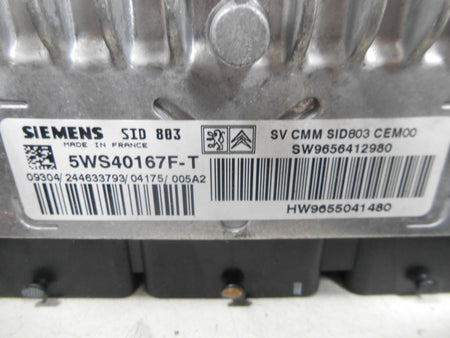 SIEMENS SID 803
MADE IN FRANCE
5WS40167F-T
09304/244633793/04175/005A2
SV CMM SID803 CEM00
SW9656412980
HW9655041480